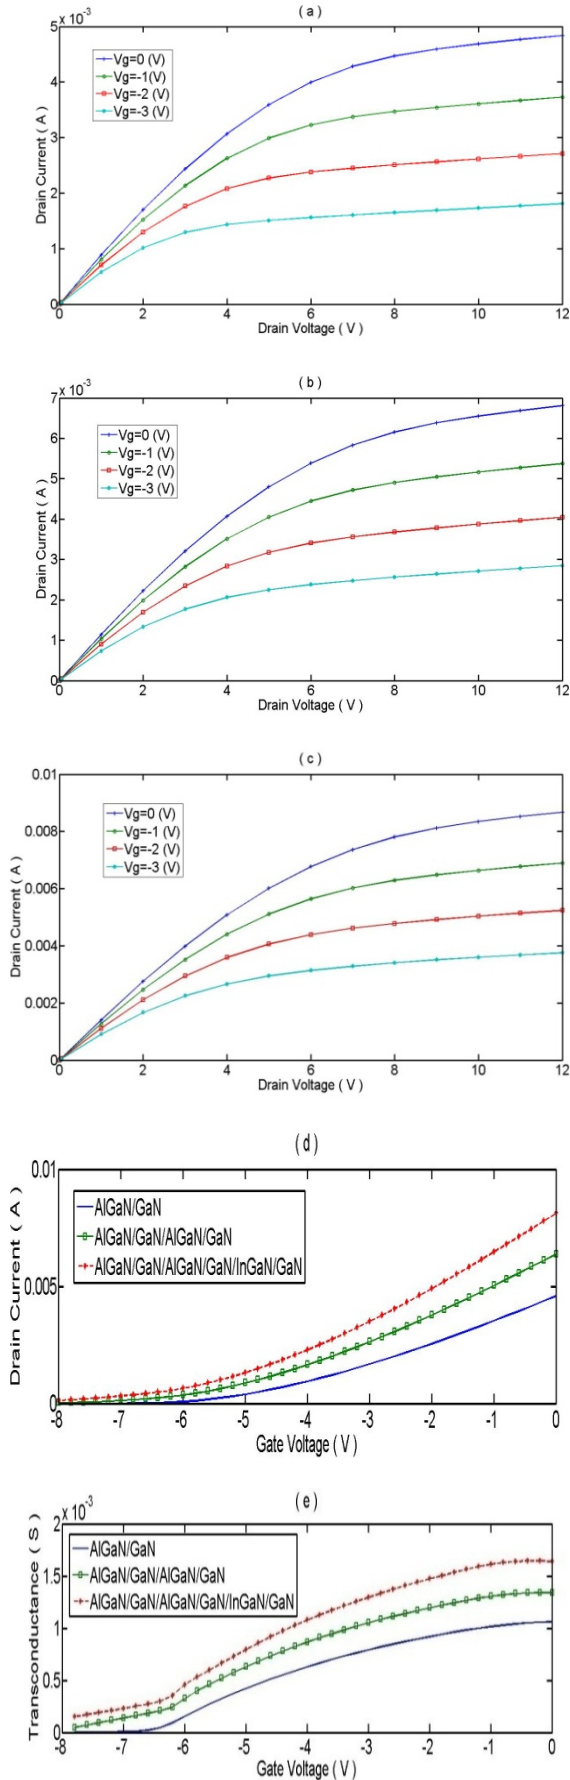 ( a )
5 x 10⁻³
Vg=0 (V)
Vg=-1(V)
Vg=-2 (V)
Vg=-3 (V)
Drain Current ( A )
4
3
2
1
0
0 2 4 6 8 10 12
Drain Voltage ( V )
( b )
7 x 10⁻³
Vg=0 (V)
Vg=-1 (V)
Vg=-2 (V)
Vg=-3 (V)
Drain Current ( A )
6
5
4
3
2
1
0
0 2 4 6 8 10 12
Drain Voltage ( V )
( c )
0.01
Vg=0 (V)
Vg=-1 (V)
Vg=-2 (V)
Vg=-3 (V)
Drain Current ( A )
0.008
0.006
0.004
0.002
0
0 2 4 6 8 10 12
Drain Voltage ( V )
( d )
0.01
AlGaN/GaN
AlGaN/GaN/AlGaN/GaN
AlGaN/GaN/AlGaN/GaN/InGaN/GaN
Drain Current ( A )
0.005
0
-8 -7 -6 -5 -4 -3 -2 -1 0
Gate Voltage ( V )
( e )
2 x 10⁻³
AlGaN/GaN
AlGaN/GaN/AlGaN/GaN
AlGaN/GaN/AlGaN/GaN/InGaN/GaN
Transconductance ( S )
1.5
1
0.5
0
-8 -7 -6 -5 -4 -3 -2 -1 0
Gate Voltage ( V )